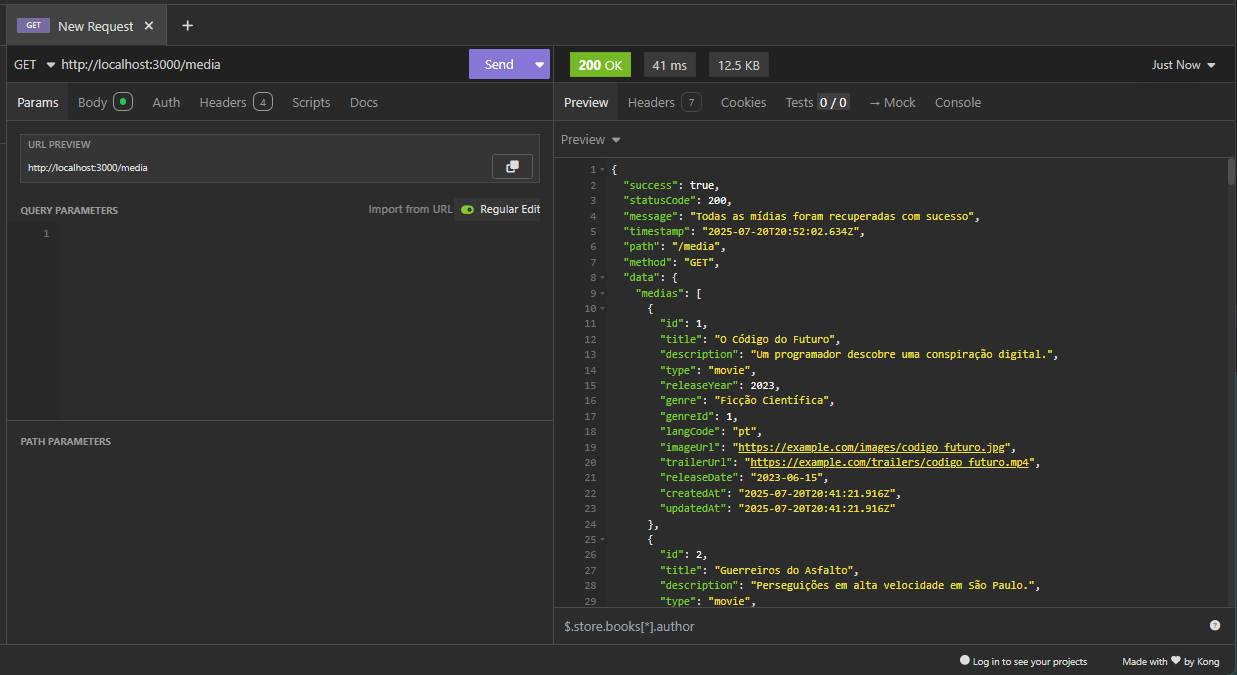 GET New Request
GET http://localhost:3000/media Send
200 OK 41 ms 12.5 KB Just Now
Params Body Auth Headers 4 Scripts Docs
Preview Headers 7 Cookies Tests 0 / 0 → Mock Console
URL PREVIEW
http://localhost:3000/media
QUERY PARAMETERS Import from URL Regular Edit
1
PATH PARAMETERS
Preview
1 {
2 "success": true,
3 "statusCode": 200,
4 "message": "Todas as mídias foram recuperadas com sucesso",
5 "timestamp": "2025-07-20T20:52:02.634Z",
6 "path": "/media",
7 "method": "GET",
8 "data": {
9 "medias": [
10 {
11 "id": 1,
12 "title": "O Código do Futuro",
13 "description": "Um programador descobre uma conspiração digital.",
14 "type": "movie",
15 "releaseYear": 2023,
16 "genre": "Ficção Científica",
17 "genreId": 1,
18 "langCode": "pt",
19 "imageUrl": "https://example.com/images/codigo_futuro.jpg",
20 "trailerUrl": "https://example.com/trailers/codigo_futuro.mp4",
21 "releaseDate": "2023-06-15",
22 "createdAt": "2025-07-20T20:41:21.916Z",
23 "updatedAt": "2025-07-20T20:41:21.916Z"
24 },
25 {
26 "id": 2,
27 "title": "Guerreiros do Asfalto",
28 "description": "Perseguições em alta velocidade em São Paulo.",
29 "type": "movie",
$.store.books[*].author
Log in to see your projects Made with ♥ by Kong